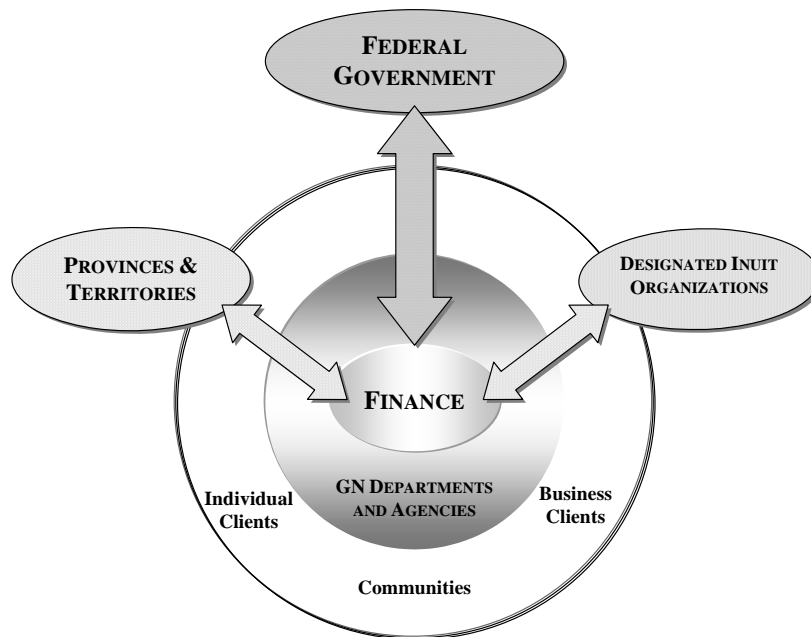 FEDERAL
GOVERNMENT
PROVINCES &
TERRITORIES
DESIGNATED INUIT
ORGANIZATIONS
FINANCE
GN DEPARTMENTS
AND AGENCIES
Individual
Clients
Business
Clients
Communities